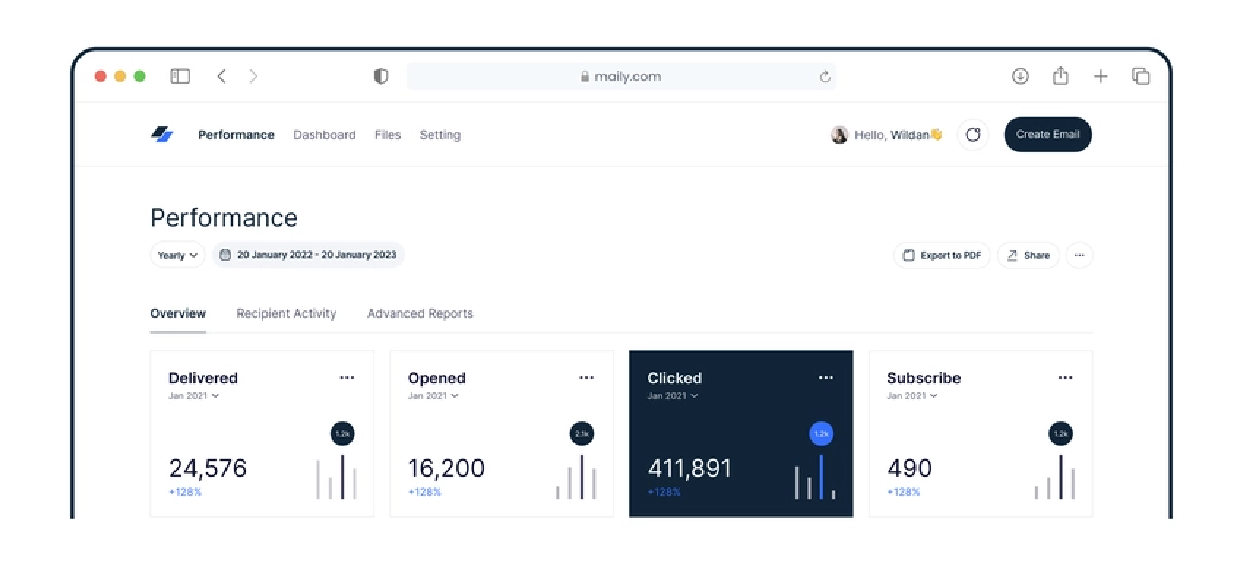 maily.com
Performance Dashboard Files Setting Hello, Wildan👋 Create Email
Performance
Yearly 20 January 2022 - 20 January 2023 Export to PDF Share
Overview Recipient Activity Advanced Reports
Delivered Opened Clicked Subscribe
Jan 2021 Jan 2021 Jan 2021 Jan 2021
1.2k 2.1k 1.2k 1.2k
24,576 16,200 411,891 490
+128% +128% +128% +128%